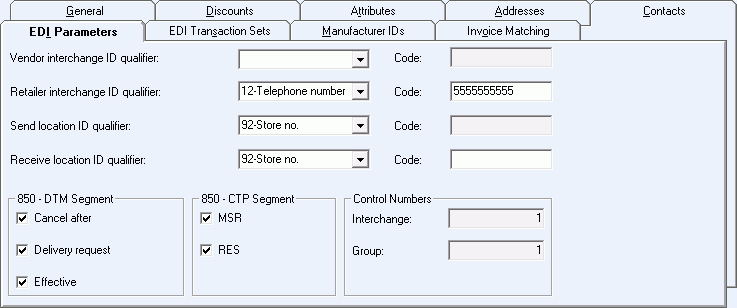 General Discounts Attributes Addresses Contacts
EDI Parameters EDI Transaction Sets Manufacturer IDs Invoice Matching
Vendor interchange ID qualifier: Code:
Retailer interchange ID qualifier: 12-Telephone number Code: 5555555555
Send location ID qualifier: 92-Store no. Code:
Receive location ID qualifier: 92-Store no. Code:
850 - DTM Segment 850 - CTP Segment Control Numbers
Cancel after MSR Interchange: 1
Delivery request RES Group: 1
Effective